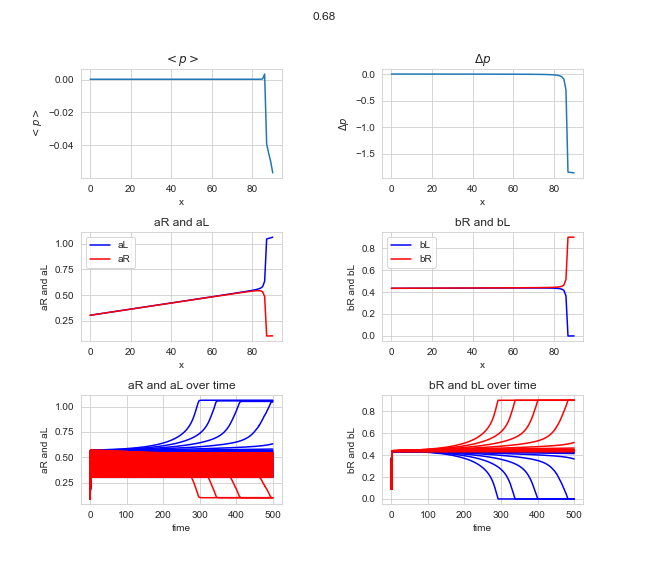 0.68
<p>
Δp
0.00
−0.02
−0.04
<p>
0 20 40 60 80
x
0.0
−0.5
−1.0
−1.5
Δp
0 20 40 60 80
x
aR and aL
bR and bL
aL
aR
1.00
0.75
0.50
0.25
aR and aL
0 20 40 60 80
x
bL
bR
0.8
0.6
0.4
0.2
0.0
bR and bL
0 20 40 60 80
x
aR and aL over time
bR and bL over time
1.00
0.75
0.50
0.25
aR and aL
0 100 200 300 400 500
time
0.8
0.6
0.4
0.2
0.0
bR and bL
0 100 200 300 400 500
time